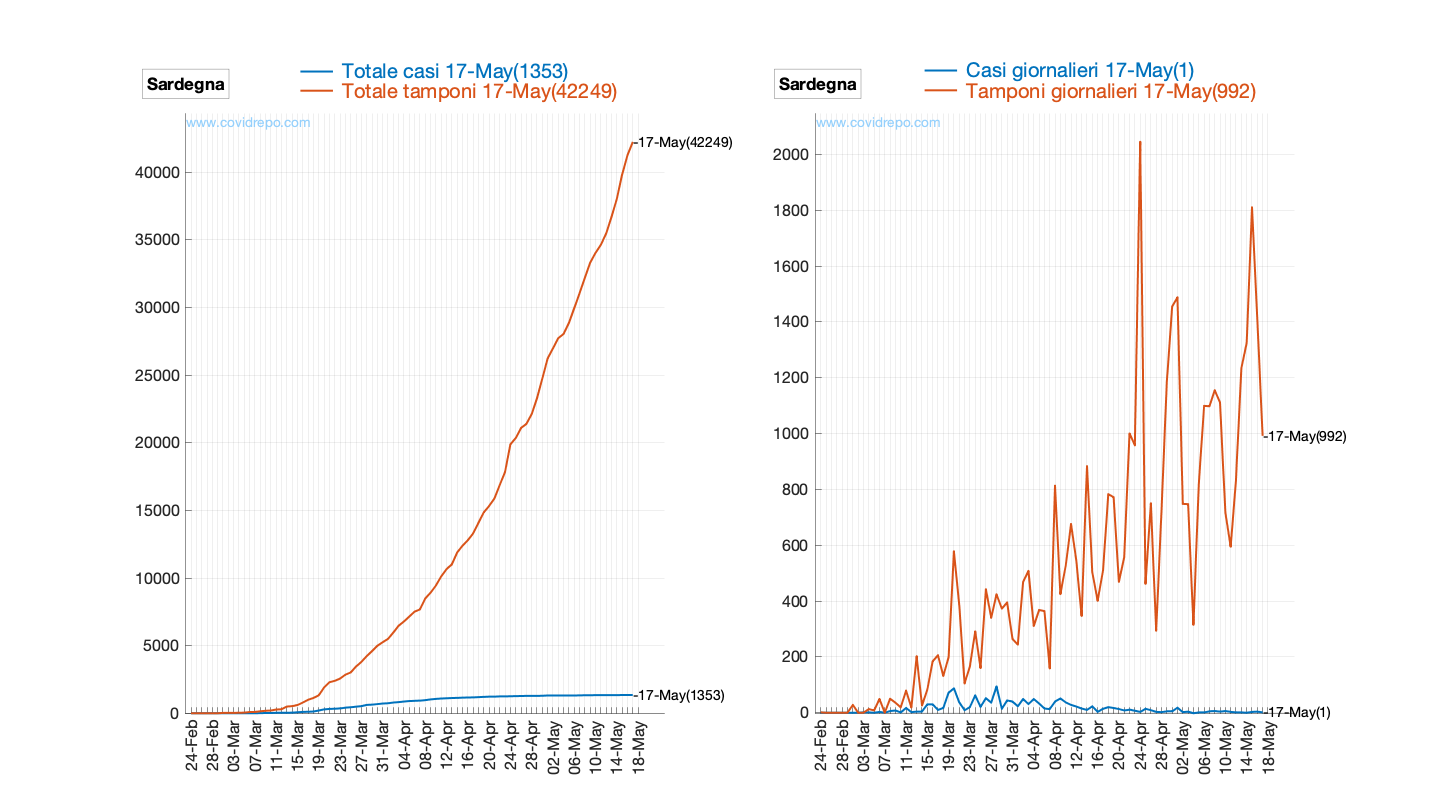 Sardegna
Totale casi 17-May(1353)
Totale tamponi 17-May(42249)
www.covidrepo.com
17-May(42249)
40000
35000
30000
25000
20000
15000
10000
5000
0
17-May(1353)
24-Feb
28-Feb
03-Mar
07-Mar
11-Mar
15-Mar
19-Mar
23-Mar
27-Mar
31-Mar
04-Apr
08-Apr
12-Apr
16-Apr
20-Apr
24-Apr
28-Apr
02-May
06-May
10-May
14-May
18-May
Sardegna
Casi giornalieri 17-May(1)
Tamponi giornalieri 17-May(992)
www.covidrepo.com
2000
1800
1600
1400
1200
1000
800
600
400
200
0
17-May(992)
17-May(1)
24-Feb
28-Feb
03-Mar
07-Mar
11-Mar
15-Mar
19-Mar
23-Mar
27-Mar
31-Mar
04-Apr
08-Apr
12-Apr
16-Apr
20-Apr
24-Apr
28-Apr
02-May
06-May
10-May
14-May
18-May